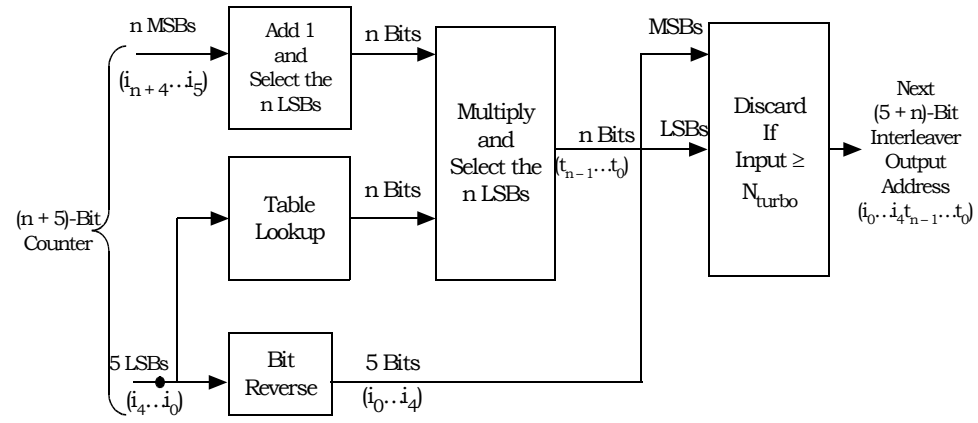 n MSBs
(i_{n + 4}…i_5)
Add 1
and
Select the
n LSBs
n Bits
Multiply
and
Select the
n LSBs
n Bits
(t_{n – 1}…t_0)
MSBs
LSBs
Discard
If
Input ≥
N_{turbo}
Next
(5 + n)-Bit
Interleaver
Output
Address
(i_0…i_4t_{n – 1}…t_0)
(n + 5)-Bit
Counter
Table
Lookup
n Bits
5 LSBs
(i_4…i_0)
Bit
Reverse
5 Bits
(i_0…i_4)